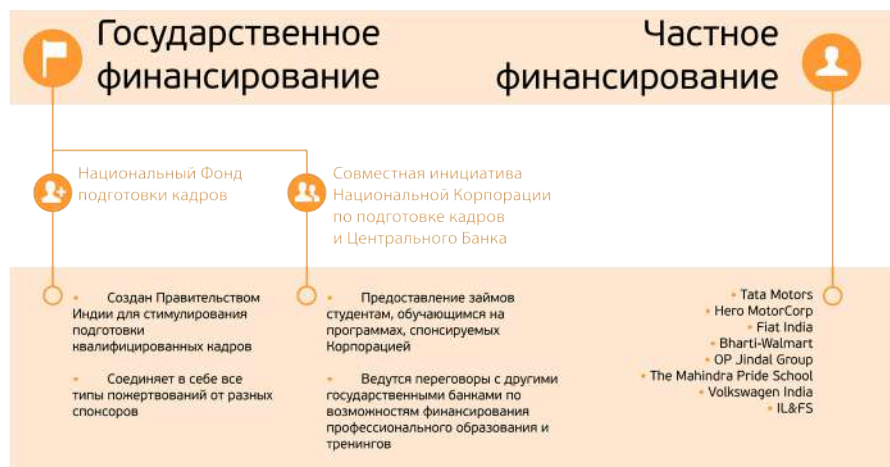 Государственное
финансирование
Частное
финансирование
Национальный Фонд
подготовки кадров
Совместная инициатива
Национальной Корпорации
по подготовке кадров
и Центрального Банка
• Создан Правительством
Индии для стимулирования
подготовки
квалифицированных кадров
• Соединяет в себе все
типы пожертвований от разных
спонсоров
• Предоставление займов
студентам, обучающимся на
программах, спонсируемых
Корпорацией
• Ведутся переговоры с другими
государственными банками по
возможностям финансирования
профессионального образования и
тренингов
• Tata Motors
• Hero MotorCorp
• Fiat India
• Bharti-Walmart
• OP Jindal Group
• The Mahindra Pride School
• Volkswagen India
• IL&FS